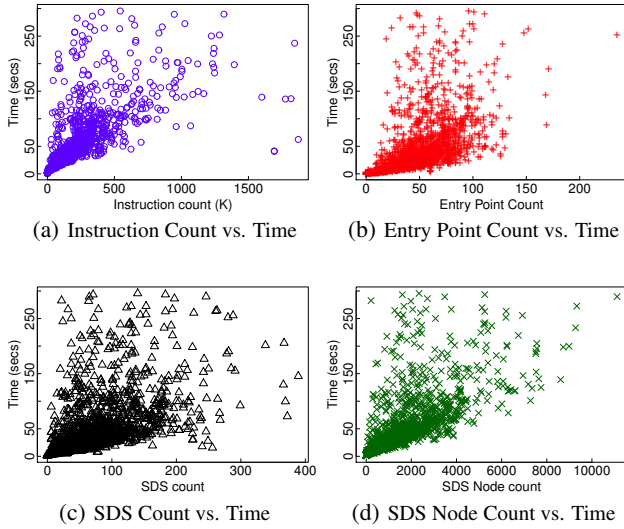 Time (secs)
0 50 150 250
0 500 1000 1500
Instruction count (K)
(a) Instruction Count vs. Time
Time (secs)
0 50 150 250
0 50 100 150 200
Entry Point Count
(b) Entry Point Count vs. Time
Time (secs)
0 50 150 250
0 100 200 300 400
SDS count
(c) SDS Count vs. Time
Time (secs)
0 50 150 250
0 2000 4000 6000 8000 10000
SDS Node Count
(d) SDS Node Count vs. Time